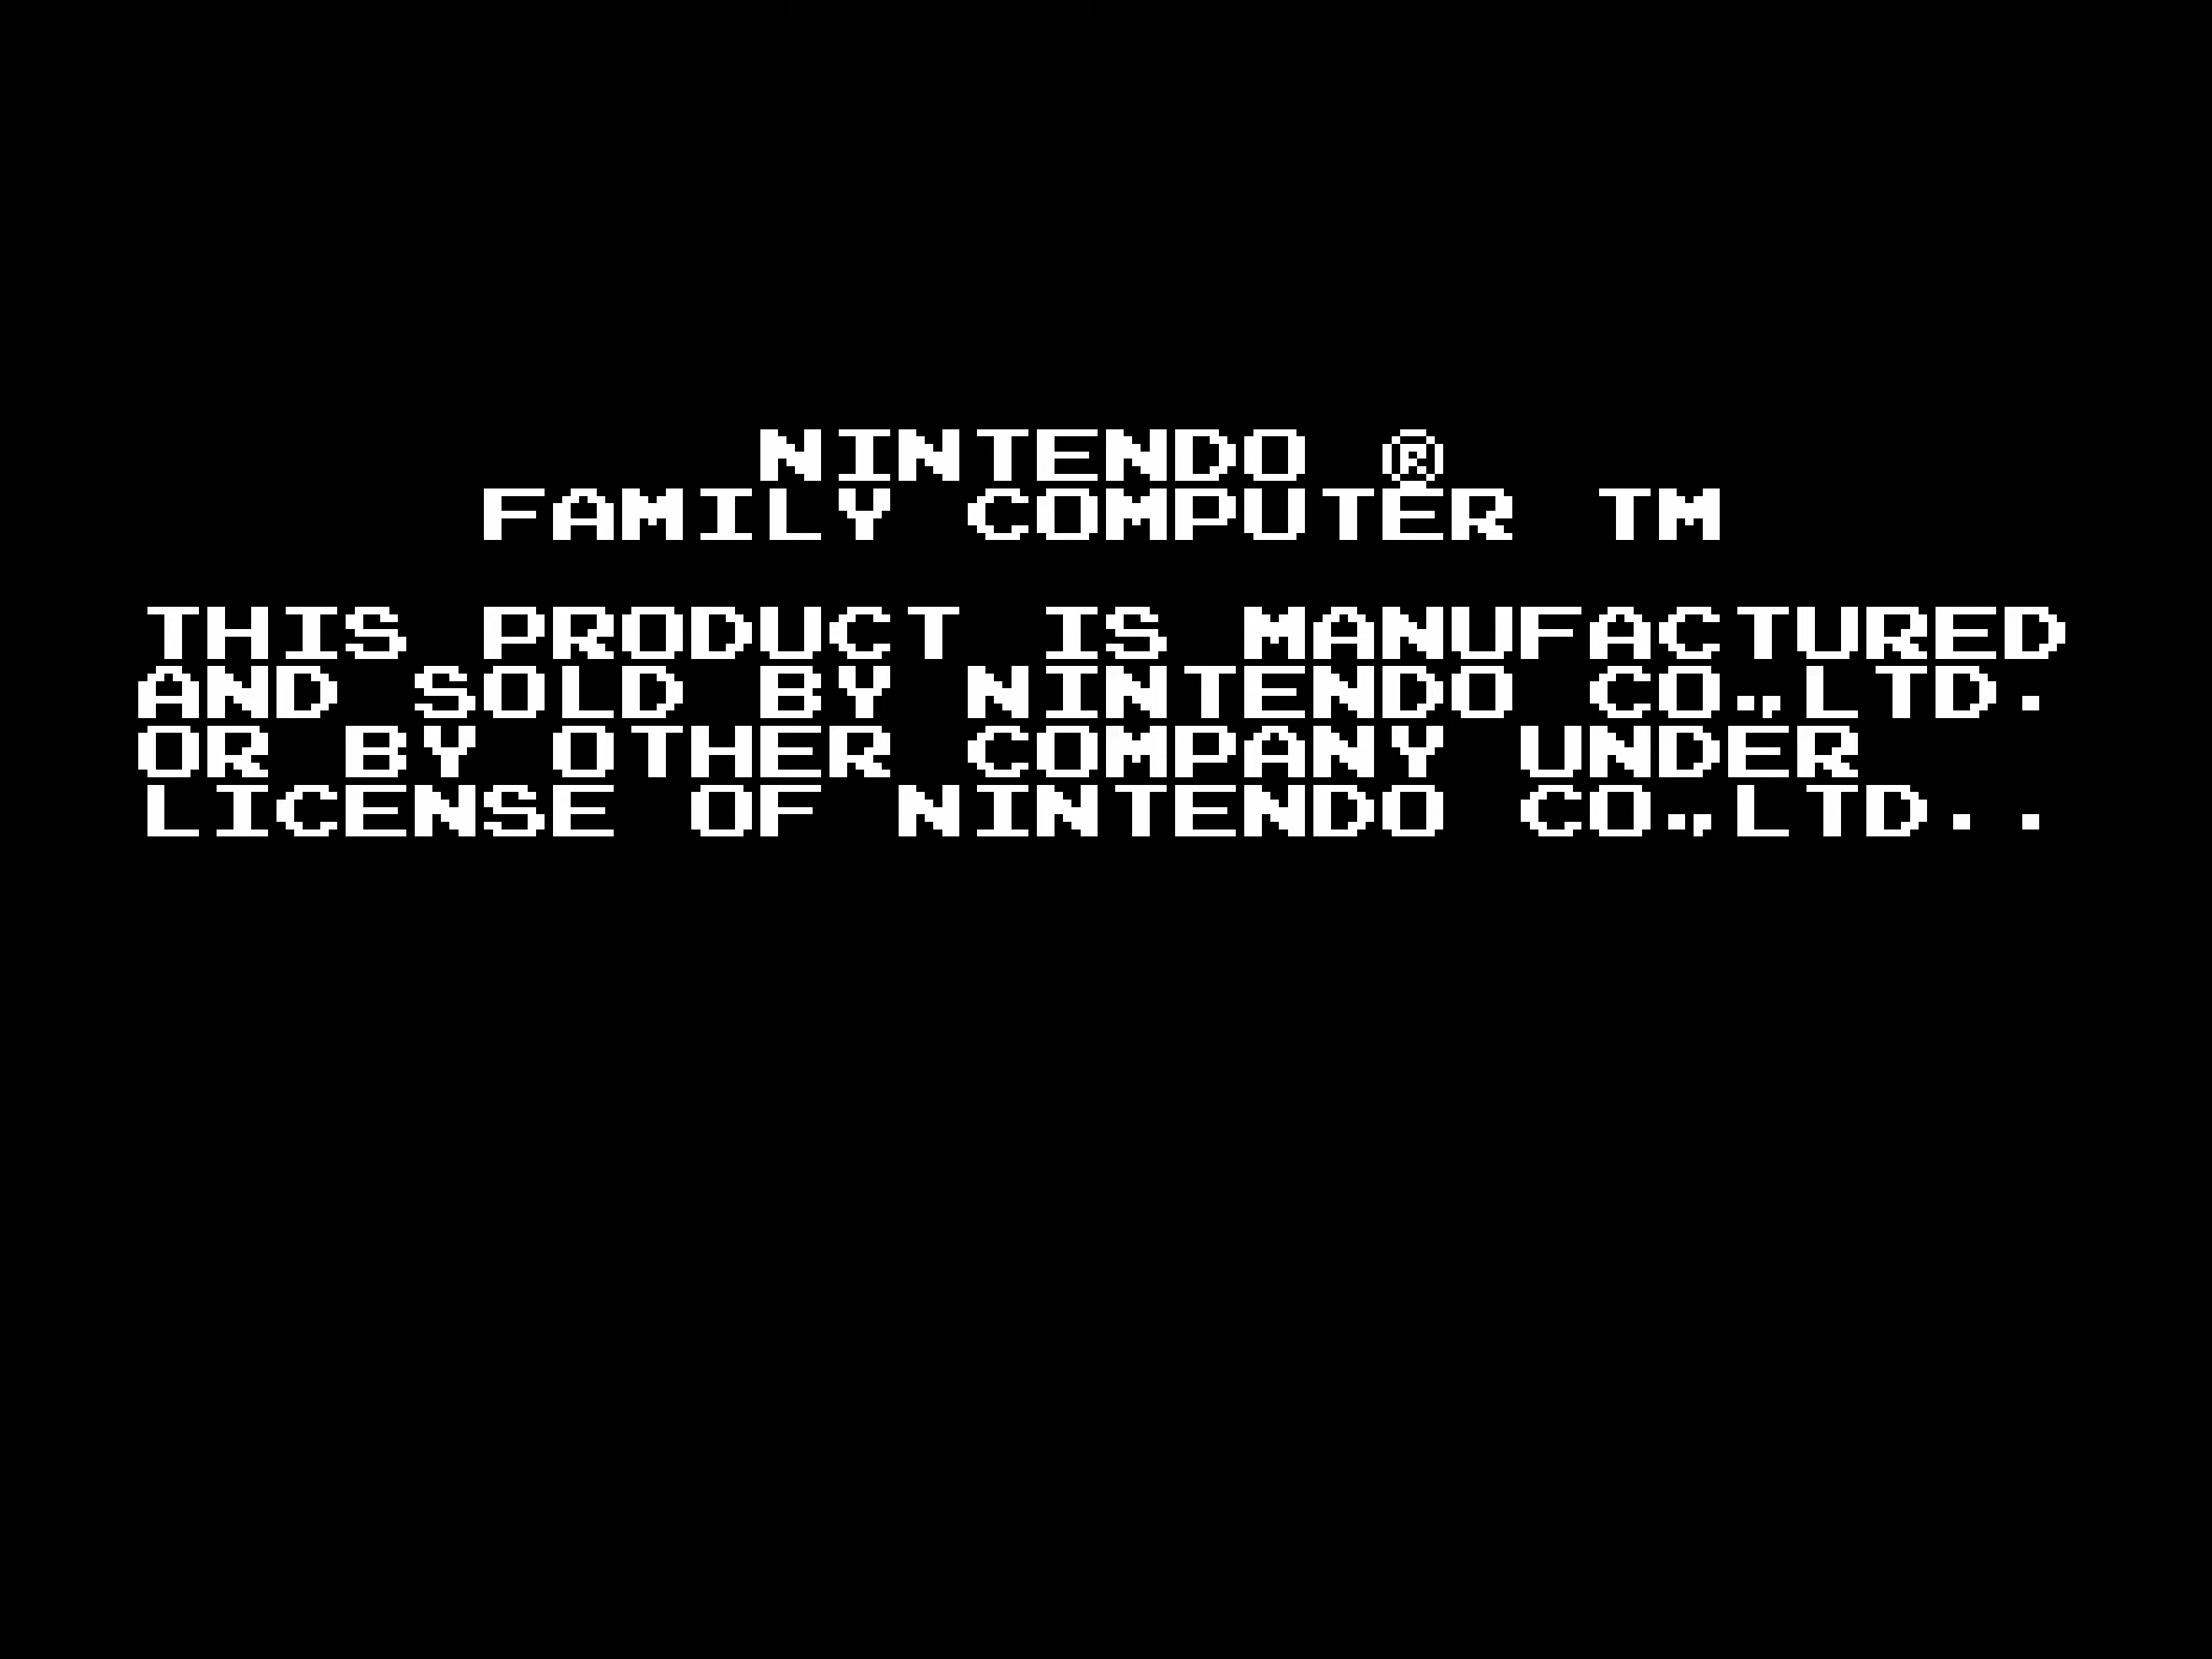 NINTENDO ®
FAMILY COMPUTER TM
THIS PRODUCT IS MANUFACTURED
AND SOLD BY NINTENDO CO.,LTD.
OR BY OTHER COMPANY UNDER
LICENSE OF NINTENDO CO.,LTD. .